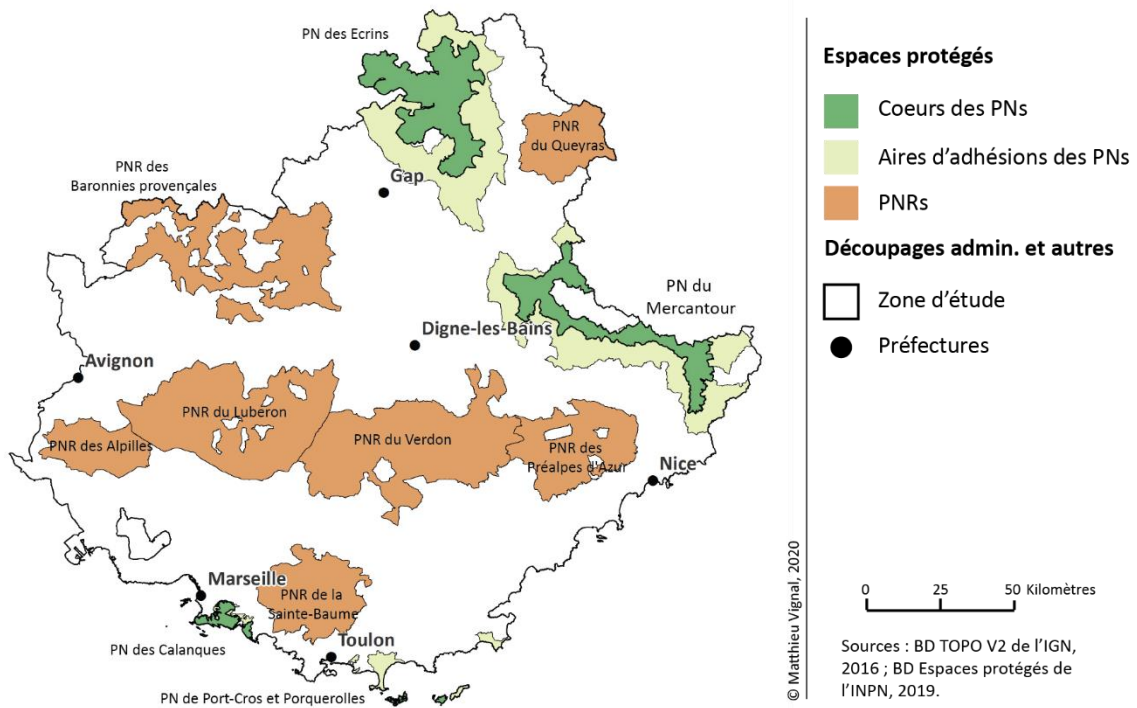 PN des Ecrins
PNR
du Queyras
PNR des
Baronnies provençales
Gap
PN du
Mercantour
Digne-les-Bains
Avignon
PNR du Luberon
PNR des Alpilles
PNR du Verdon
PNR des
Préalpes d'Azur
Nice
Marseille
PNR de la
Sainte-Baume
Toulon
PN des Calanques
PN de Port-Cros et Porquerolles
© Matthieu Vignal, 2020
Espaces protégés
Coeurs des PNs
Aires d'adhésions des PNs
PNRs
Découpages admin. et autres
Zone d'étude
Préfectures
0 25 50 Kilomètres
Sources : BD TOPO V2 de l'IGN,
2016 ; BD Espaces protégés de
l'INPN, 2019.